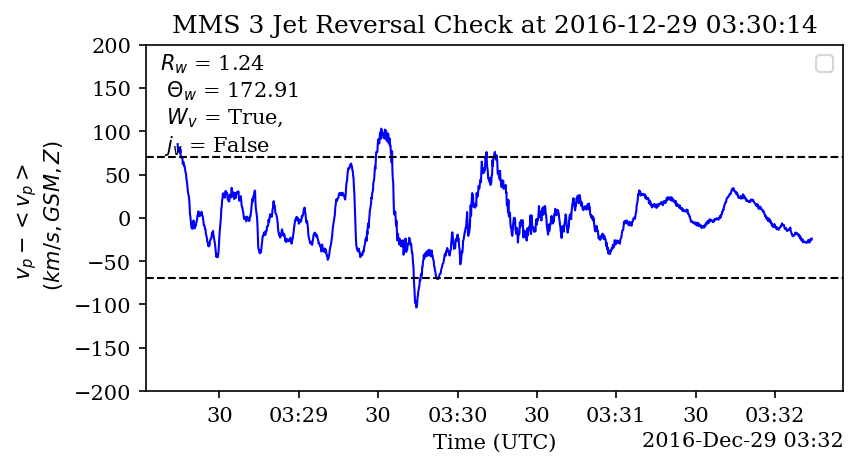 MMS 3 Jet Reversal Check at 2016-12-29 03:30:14
R_w = 1.24
Θ_w = 172.91
W_v = True,
j_v = False
v_p − < v_p >
(km/s, GSM, Z)
200
150
100
50
0
−50
−100
−150
−200
30 03:29 30 03:30 30 03:31 30 03:32
Time (UTC) 2016-Dec-29 03:32